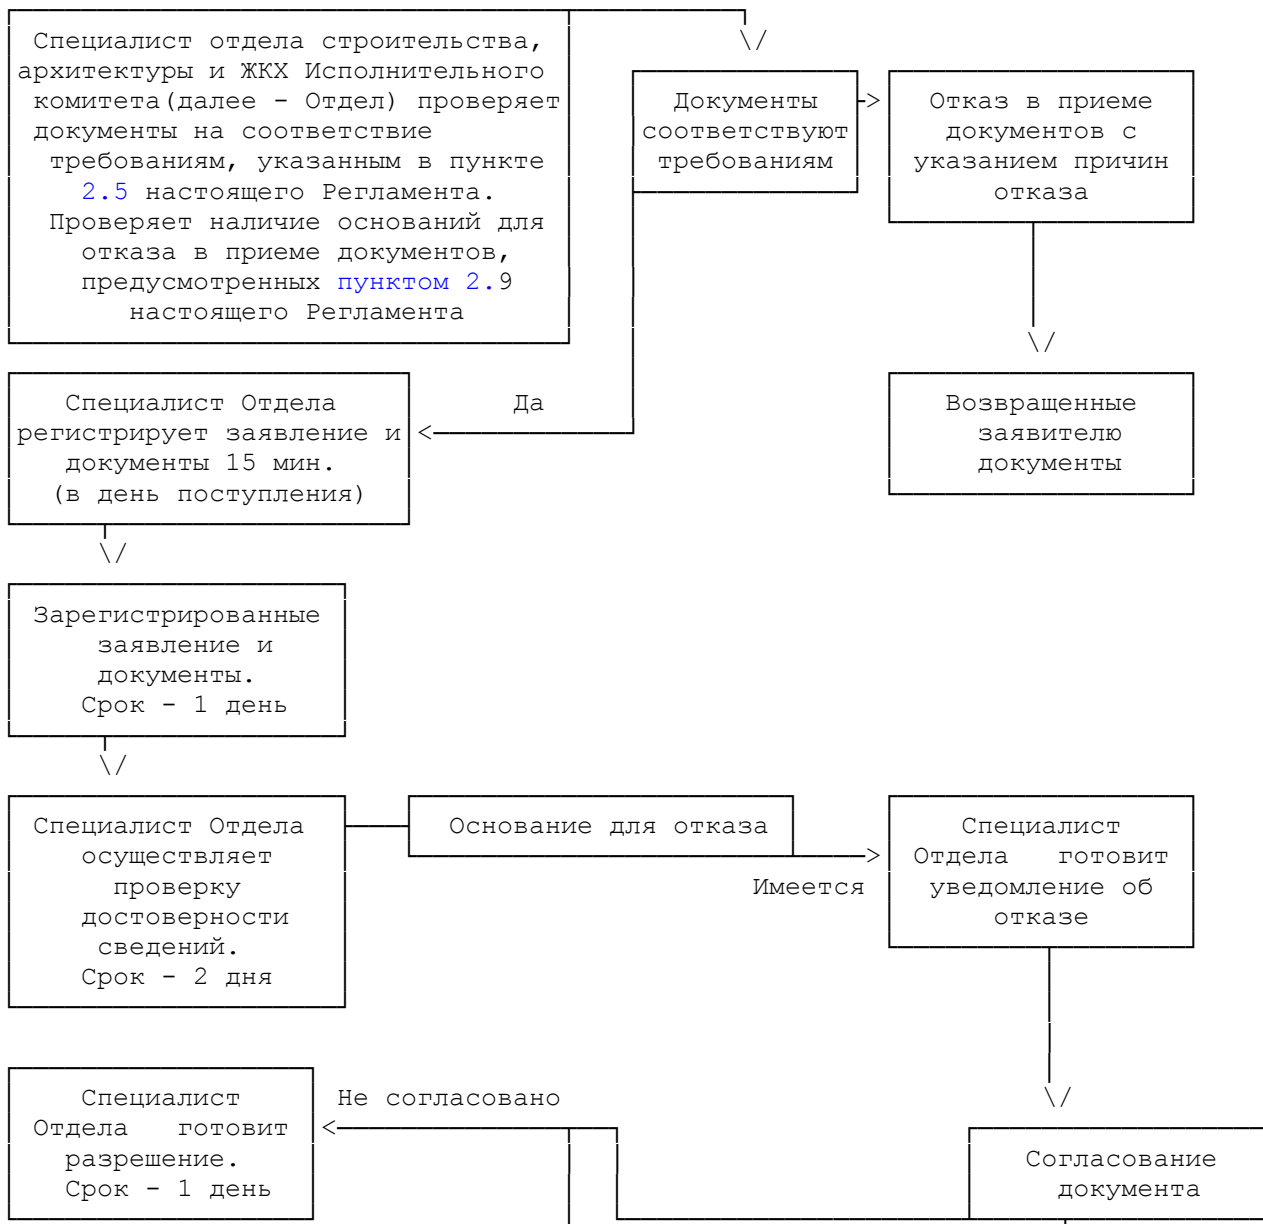 Специалист отдела строительства,
архитектуры и ЖКХ Исполнительного
комитета(далее - Отдел) проверяет
документы на соответствие
требованиям, указанным в пункте
2.5 настоящего Регламента.
Проверяет наличие оснований для
отказа в приеме документов,
предусмотренных пунктом 2.9
настоящего Регламента
Документы
соответствуют
требованиям
Отказ в приеме
документов с
указанием причин
отказа
Специалист Отдела
регистрирует заявление и
документы 15 мин.
(в день поступления)
Да
Возвращенные
заявителю
документы
Зарегистрированные
заявление и
документы.
Срок - 1 день
Специалист Отдела
осуществляет
проверку
достоверности
сведений.
Срок - 2 дня
Основание для отказа
Имеется
Специалист
Отдела готовит
уведомление об
отказе
Специалист
Отдела готовит
разрешение.
Срок - 1 день
Не согласовано
Согласование
документа